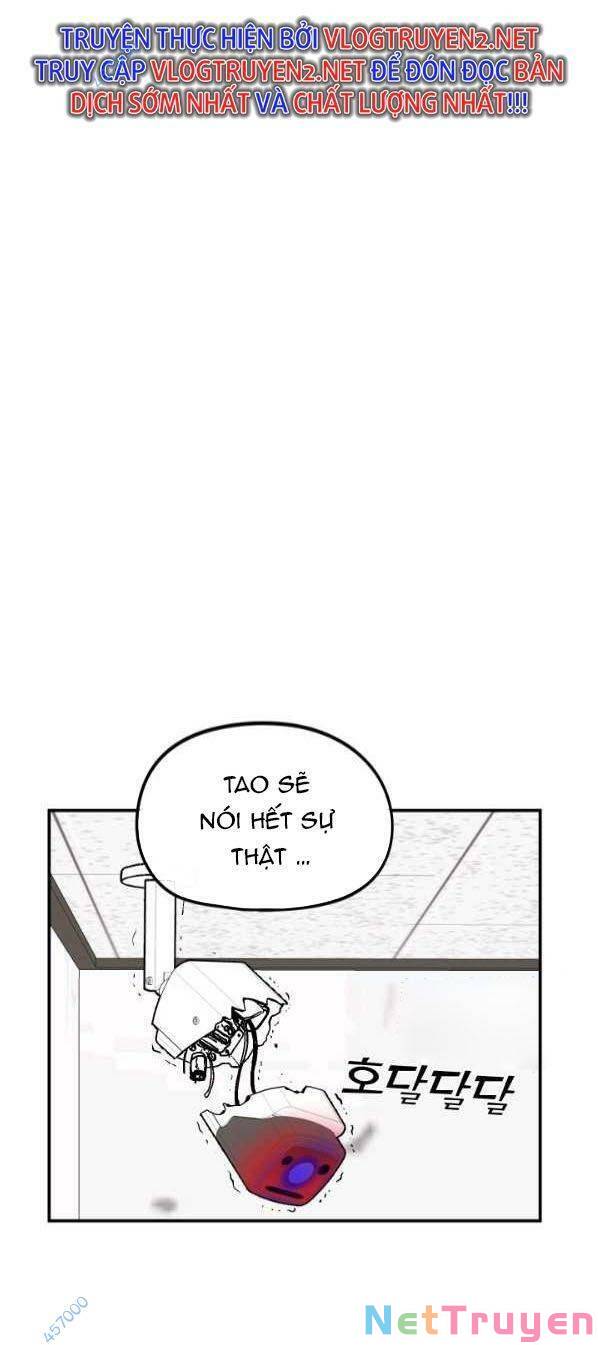 TRUYỆN THỰC HIỆN BỞI VLOGTRUYEN2.NET
TRUY CẬP VLOGTRUYEN2.NET ĐỂ ĐÓN ĐỌC BẢN
DỊCH SỚM NHẤT VÀ CHẤT LƯỢNG NHẤT!!!
TAO SẼ
NÓI HẾT SỰ
THẬT ...
호달달달
457000
NetTruyen